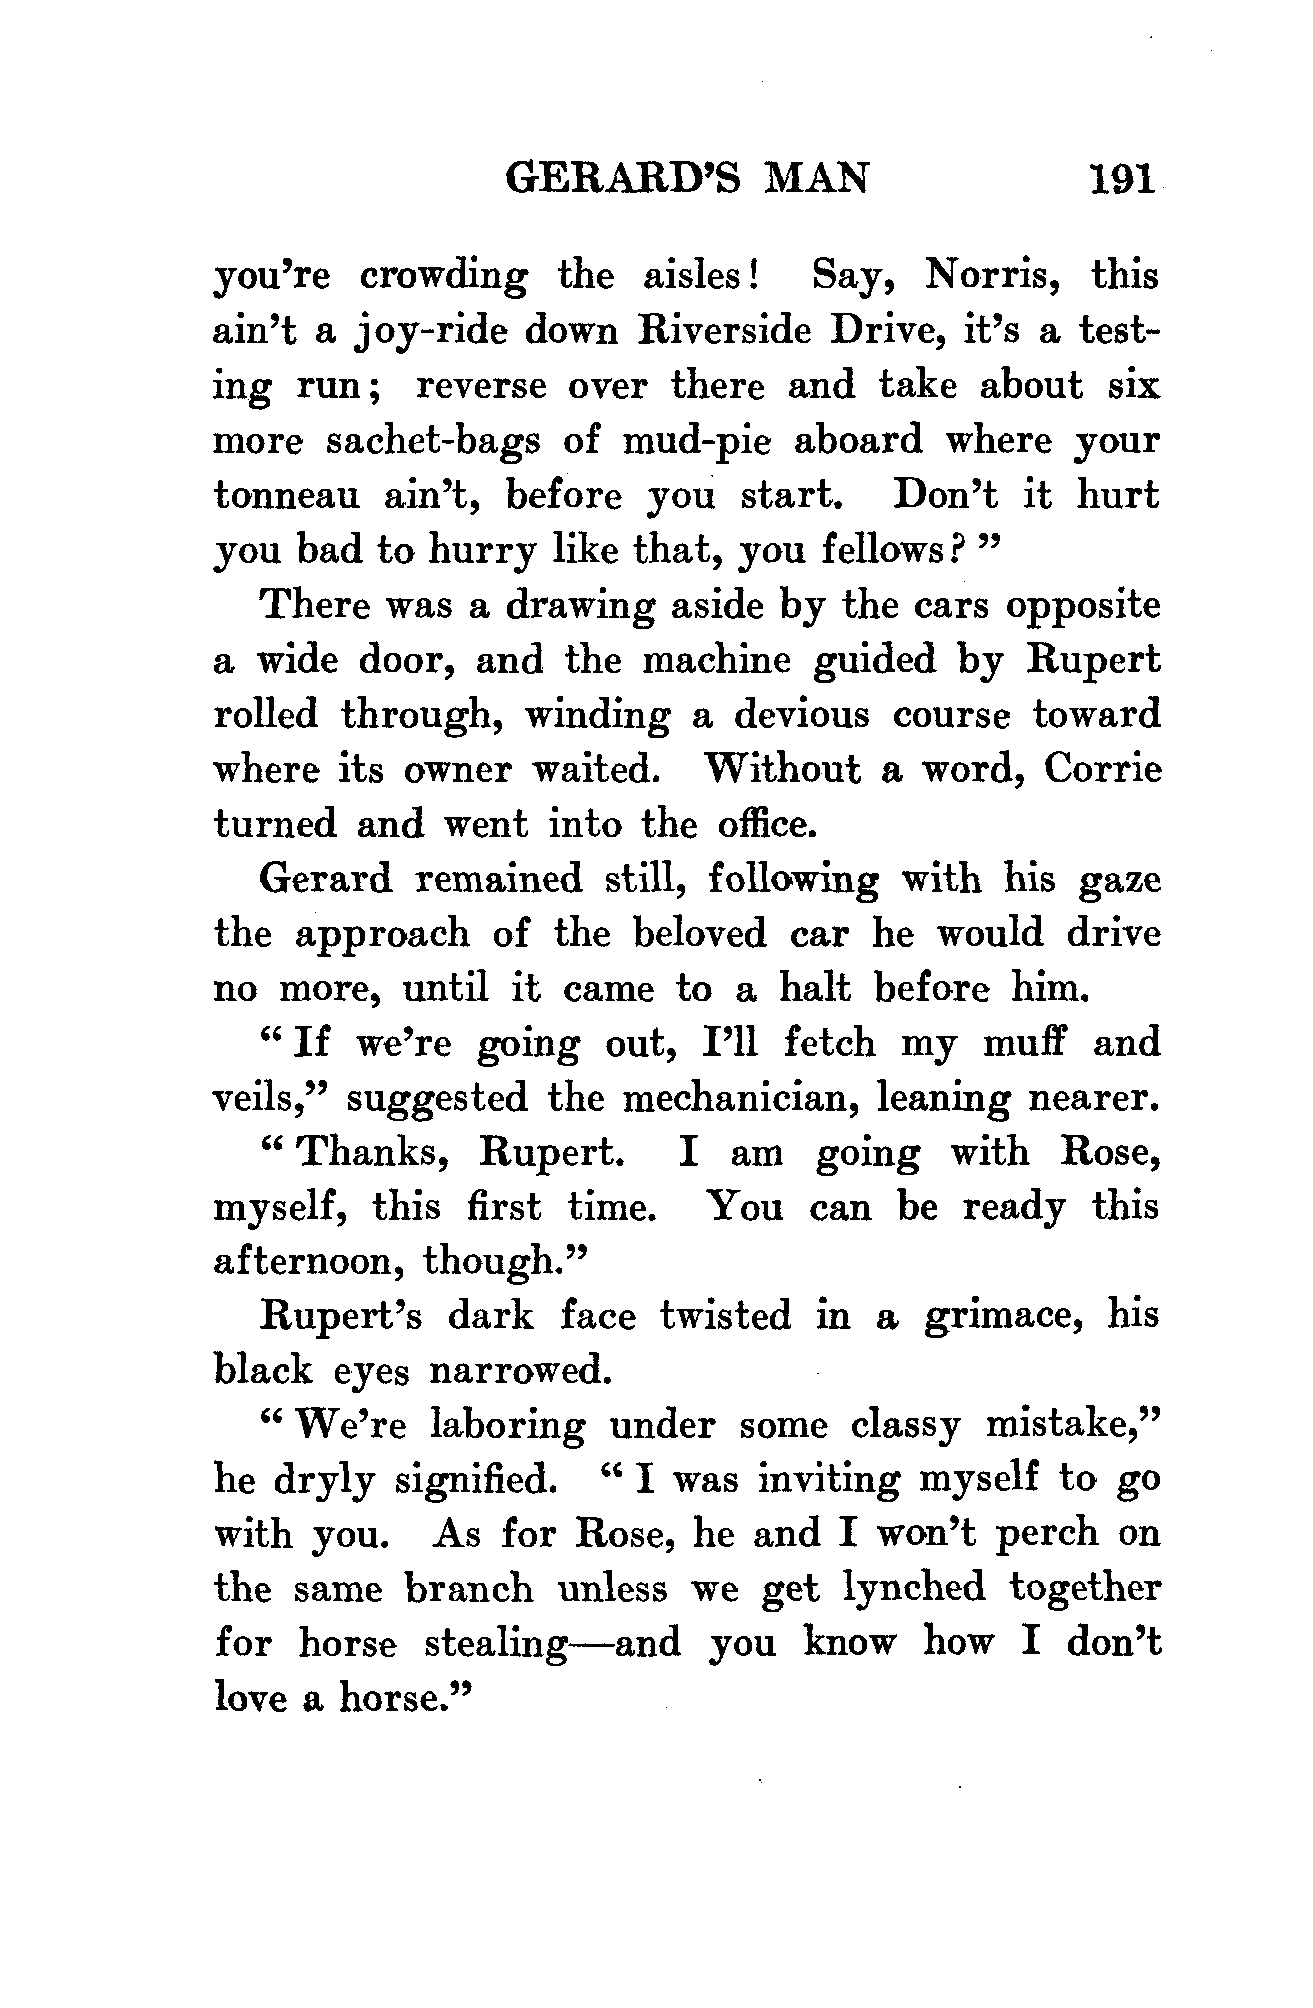 GERARD'S MAN 191
you're crowding the aisles! Say, Norris, this
ain't a joy-ride down Riverside Drive, it's a test-
ing run; reverse over there and take about six
more sachet-bags of mud-pie aboard where your
tonneau ain't, before you start. Don't it hurt
you bad to hurry like that, you fellows?"
There was a drawing aside by the cars opposite
a wide door, and the machine guided by Rupert
rolled through, winding a devious course toward
where its owner waited. Without a word, Corrie
turned and went into the office.
Gerard remained still, following with his gaze
the approach of the beloved car he would drive
no more, until it came to a halt before him.
"If we're going out, I'll fetch my muff and
veils," suggested the mechanician, leaning nearer.
"Thanks, Rupert. I am going with Rose,
myself, this first time. You can be ready this
afternoon, though."
Rupert's dark face twisted in a grimace, his
black eyes narrowed.
"We're laboring under some classy mistake,"
he dryly signified. "I was inviting myself to go
with you. As for Rose, he and I won't perch on
the same branch unless we get lynched together
for horse stealing—and you know how I don't
love a horse."